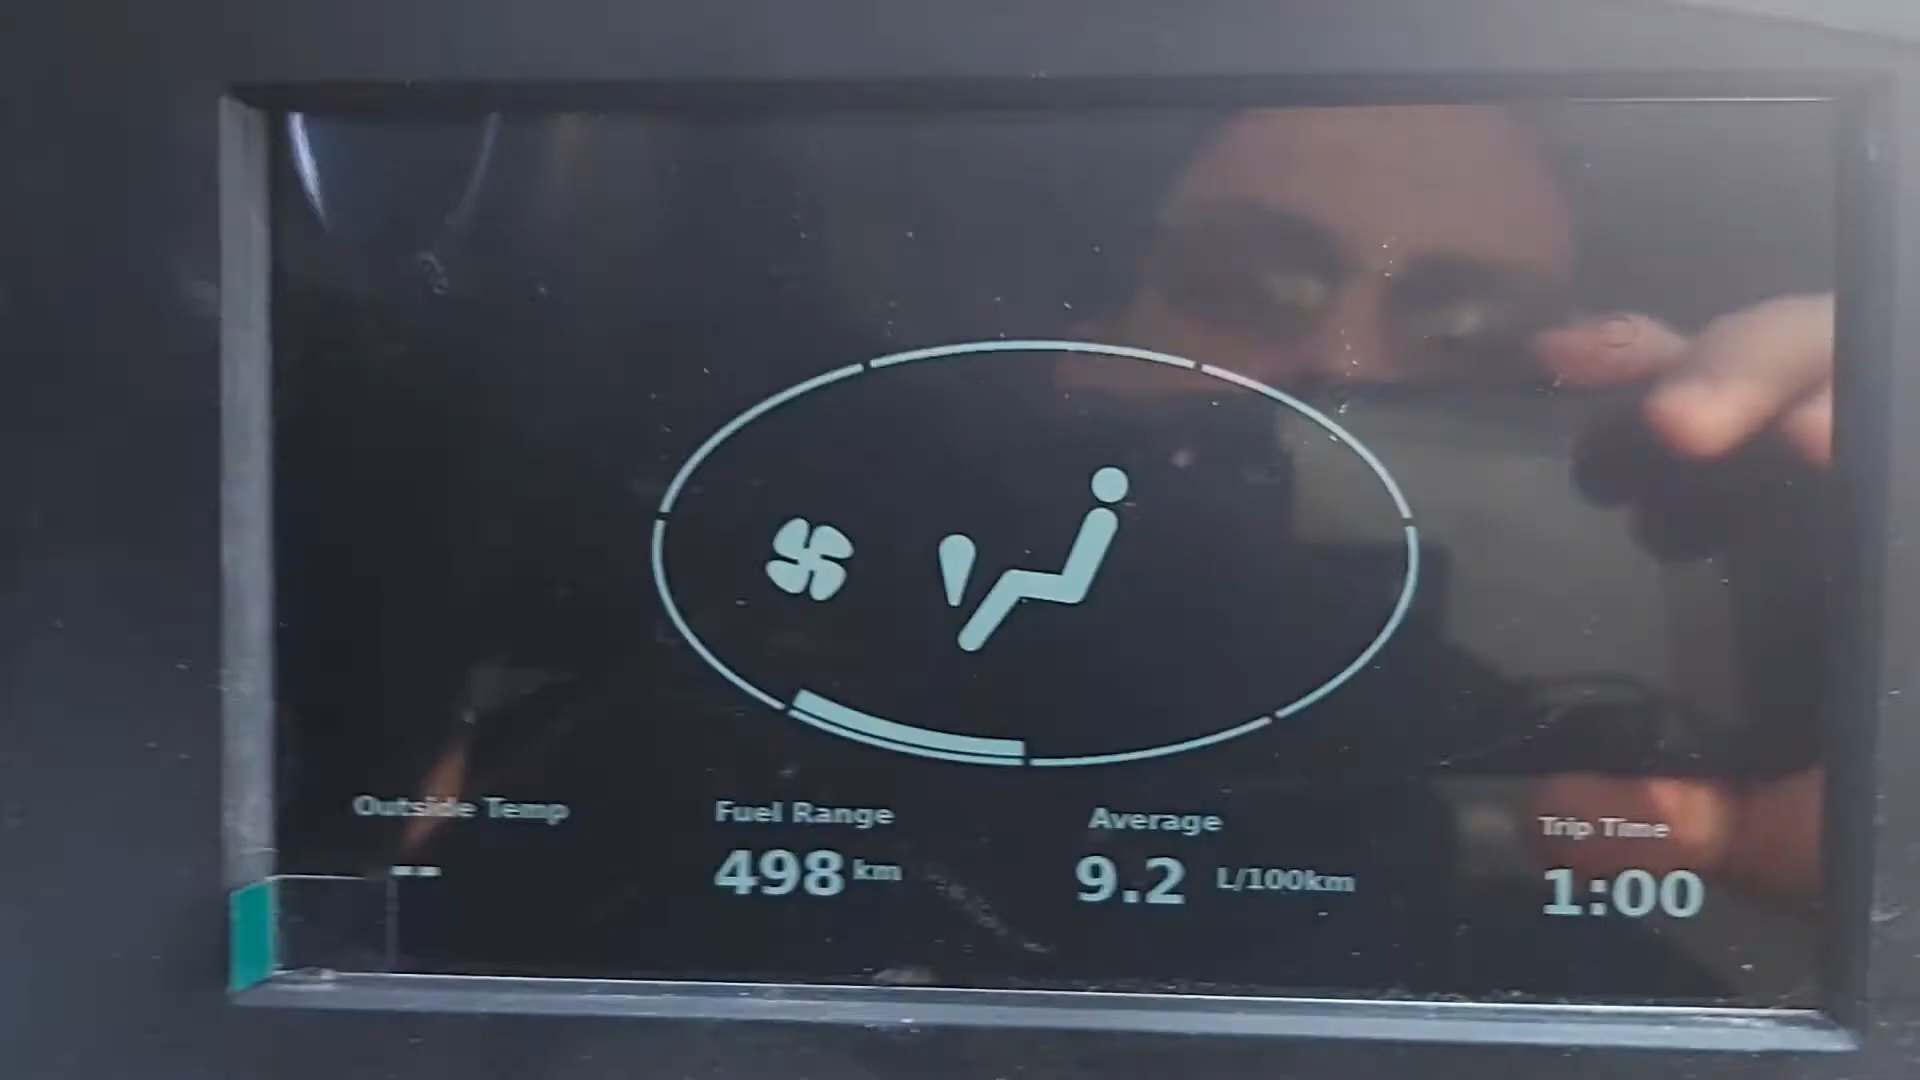 Outside Temp Fuel Range Average Trip Time
-- 498 km 9.2 L/100km 1:00